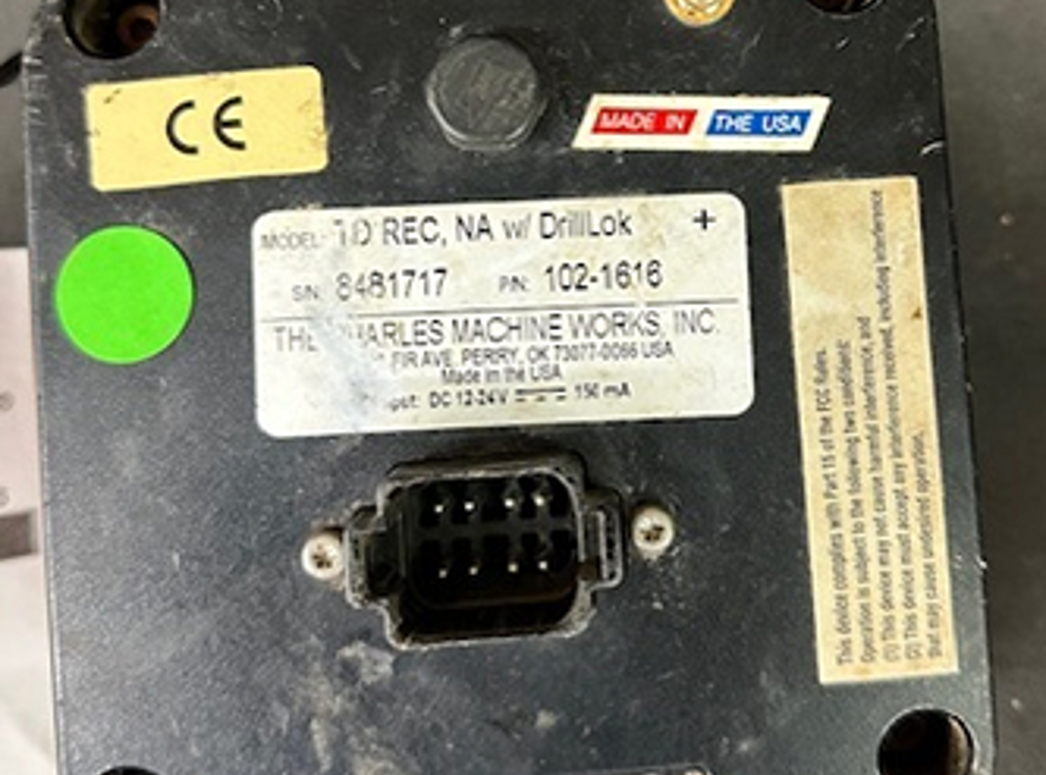 CE
MADE IN THE USA
MODEL: REC, NA w/ DrillLok +
S/N: 8481717 P/N: 102-1616
THE CHARLES MACHINE WORKS, INC.
FIR AVE, PERRY, OK 73077-0066 USA
Made in the USA
DC 12-24V 150 mA
This device complies with Part 15 of the FCC Rules.
Operation is subject to the following two conditions:
(1) This device may not cause harmful interference, and
(2) This device must accept any interference received, including interference
that may cause undesired operation.